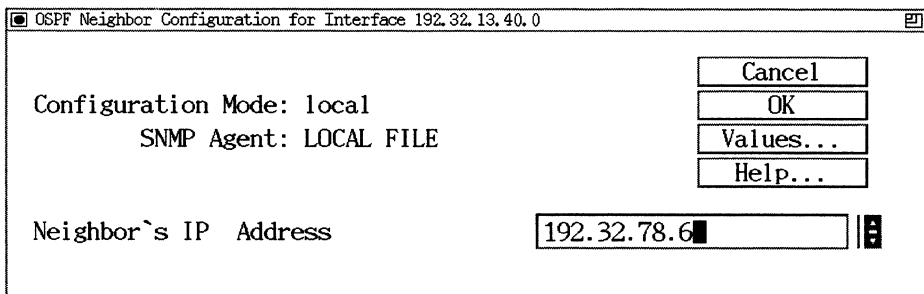 OSPF Neighbor Configuration for Interface 192.32.13.40.0
Cancel
Configuration Mode: local
OK
SNMP Agent: LOCAL FILE
Values...
Help...
Neighbor`s IP Address
192.32.78.6